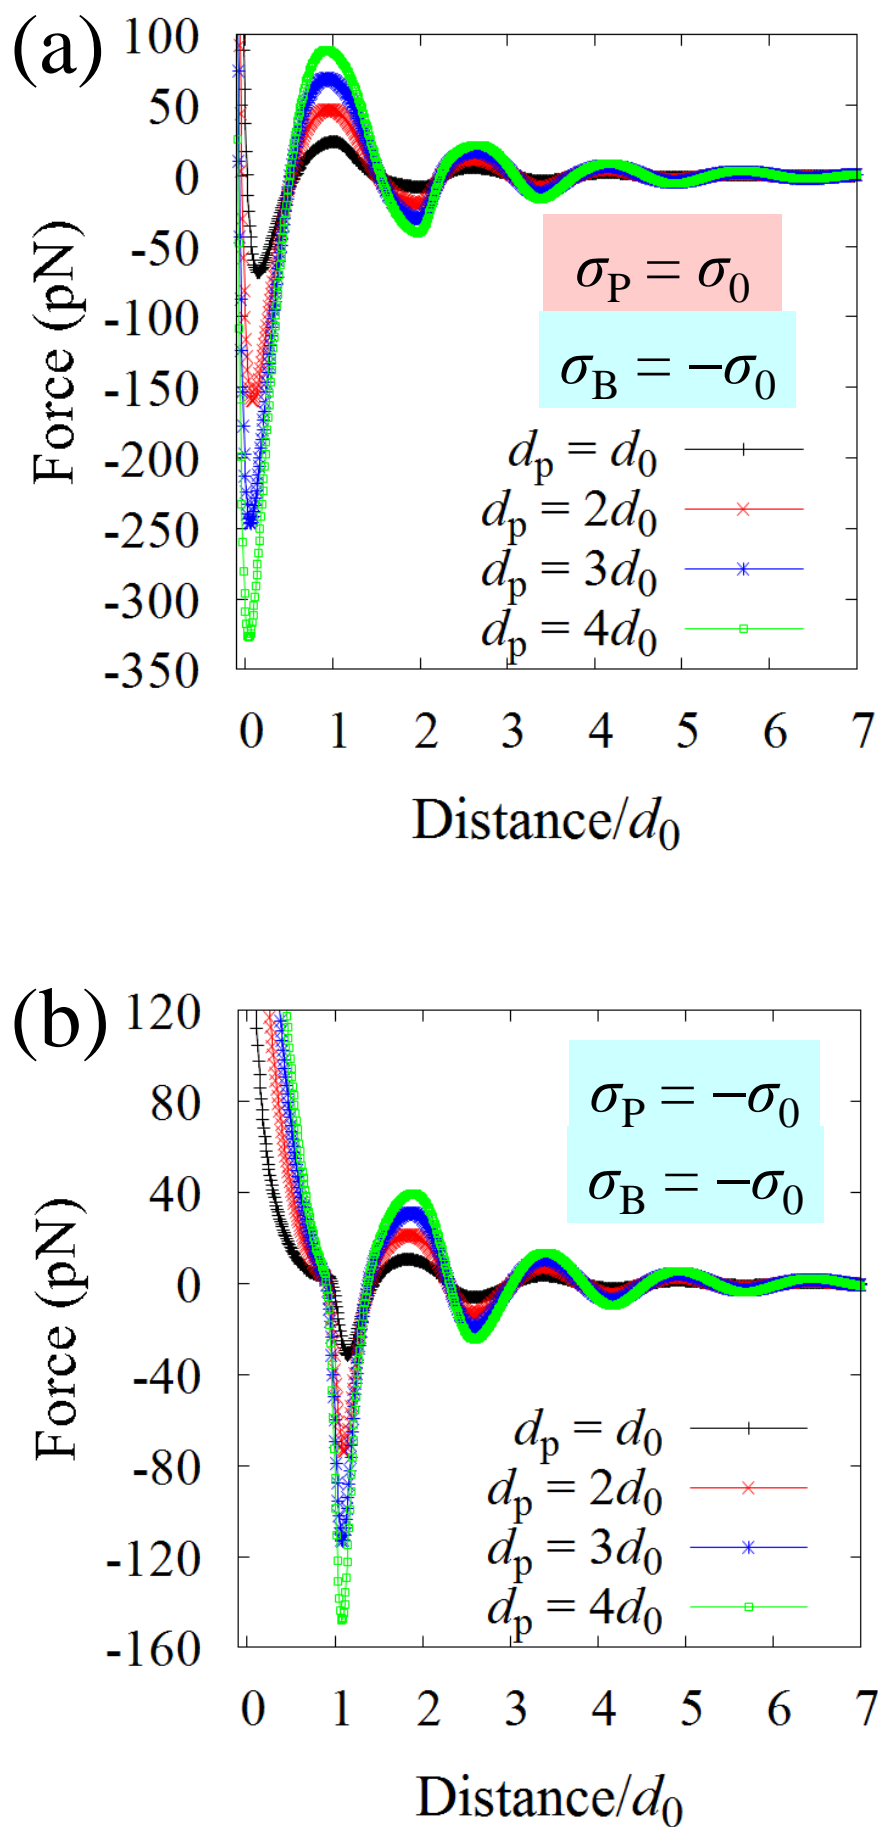 (a)
100
50
0
-50
-100
-150
-200
-250
-300
-350
Force (pN)
σP = σ0
σB = −σ0
dp = d0
dp = 2d0
dp = 3d0
dp = 4d0
0 1 2 3 4 5 6 7
Distance/d0
(b)
120
80
40
0
-40
-80
-120
-160
Force (pN)
σP = −σ0
σB = −σ0
dp = d0
dp = 2d0
dp = 3d0
dp = 4d0
0 1 2 3 4 5 6 7
Distance/d0